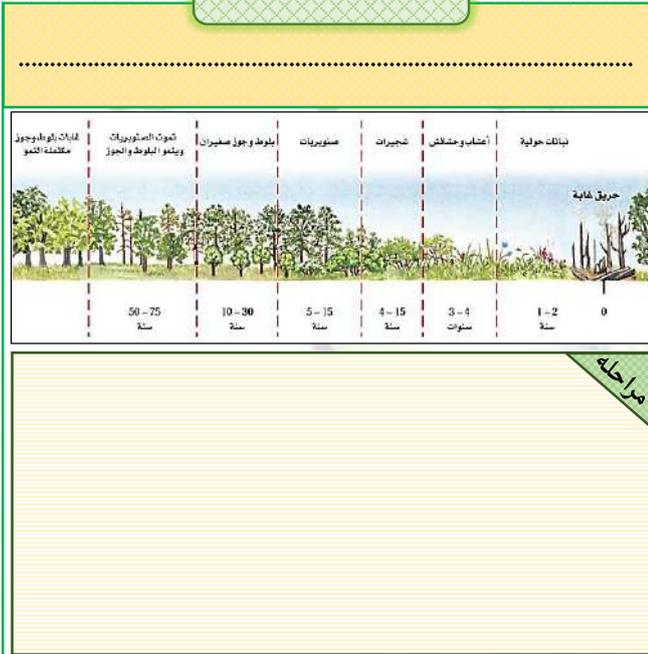 حريق غابة
نباتات حولية
أعشاب وحشائش
شجيرات
صنوبريات
بلوط وجوز صغيران
تموت الصنوبريات
وينمو البلوط والجوز
غابات بلوط وجوز
مكتملة النمو
0
1 – 2
سنة
3 – 4
سنوات
4 – 15
سنة
5 – 15
سنة
10 – 30
سنة
50 – 75
سنة
مراحله